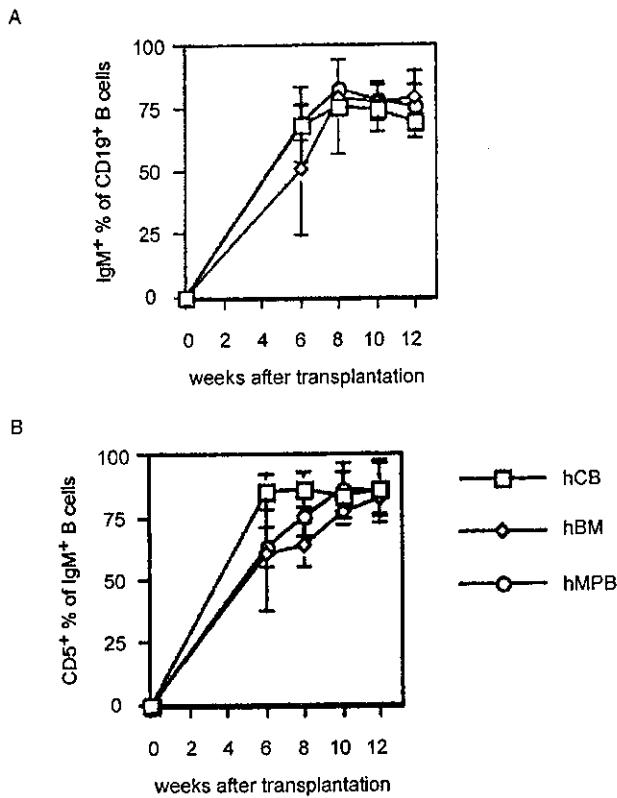 A
100
75
50
25
0
IgM⁺ % of CD19⁺ B cells
0 2 4 6 8 10 12
weeks after transplantation
B
100
75
50
25
0
CD5⁺ % of IgM⁺ B cells
0 2 4 6 8 10 12
weeks after transplantation
hCB
hBM
hMPB